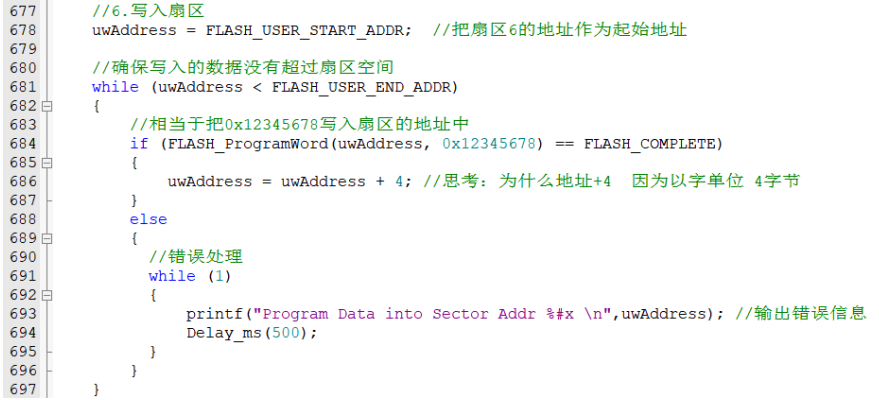 677 //6.写入扇区
678 uwAddress = FLASH_USER_START_ADDR; //把扇区6的地址作为起始地址
679
680 //确保写入的数据没有超过扇区空间
681 while (uwAddress < FLASH_USER_END_ADDR)
682 {
683 //相当于把0x12345678写入扇区的地址中
684 if (FLASH_ProgramWord(uwAddress, 0x12345678) == FLASH_COMPLETE)
685 {
686 uwAddress = uwAddress + 4; //思考：为什么地址+4 因为以字单位 4字节
687 }
688 else
689 {
690 //错误处理
691 while (1)
692 {
693 printf("Program Data into Sector Addr %#x \n",uwAddress); //输出错误信息
694 Delay_ms(500);
695 }
696 }
697 }